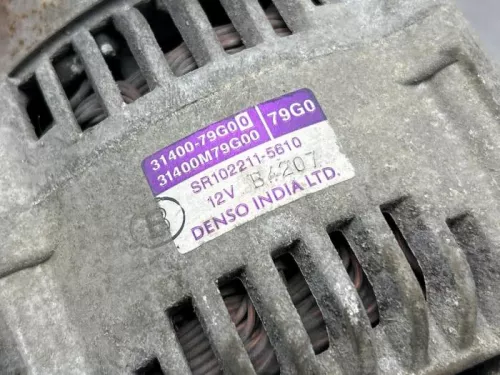 31400-79G00 79G0
31400M79G00
SR102211-5610
12V B4207
DENSO INDIA LTD.
B